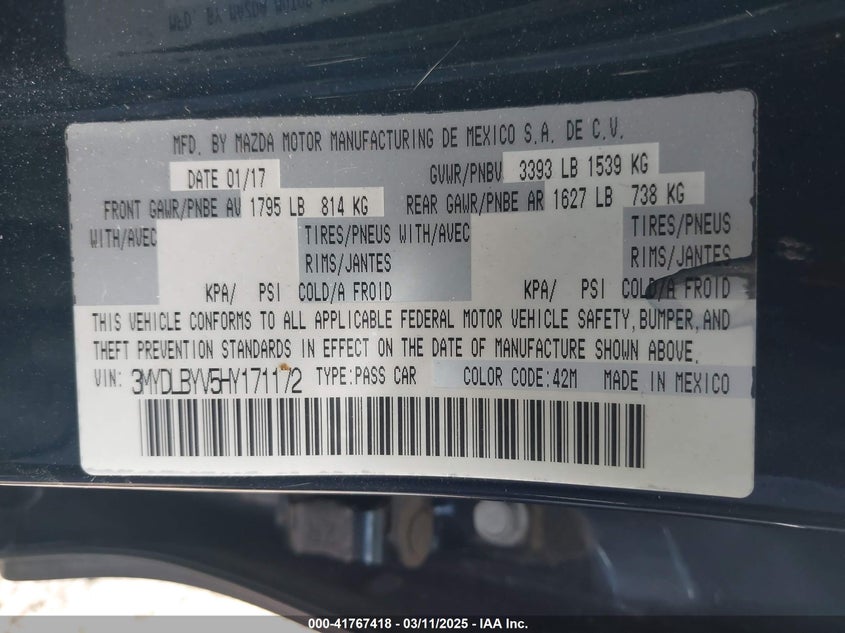 MFD. BY MAZDA MOTOR MANUFACTURING DE MEXICO S.A. DE C.V.
DATE 01/17 GVWR/PNBV 3393 LB 1539 KG
FRONT GAWR/PNBE AV 1795 LB 814 KG REAR GAWR/PNBE AR 1627 LB 738 KG
WITH/AVEC TIRES/PNEUS WITH/AVEC TIRES/PNEUS
RIMS/JANTES RIMS/JANTES
KPA/ PSI COLD/A FROID KPA/ PSI COLD/A FROID
THIS VEHICLE CONFORMS TO ALL APPLICABLE FEDERAL MOTOR VEHICLE SAFETY, BUMPER, AND
THEFT PREVENTION STANDARDS IN EFFECT ON THE DATE OF MANUFACTURE SHOWN ABOVE.
VIN: 3MYDLBYV5HY171172 TYPE:PASS CAR COLOR CODE:42M MADE IN MEXICO
000-41767418 - 03/11/2025 - IAA Inc.